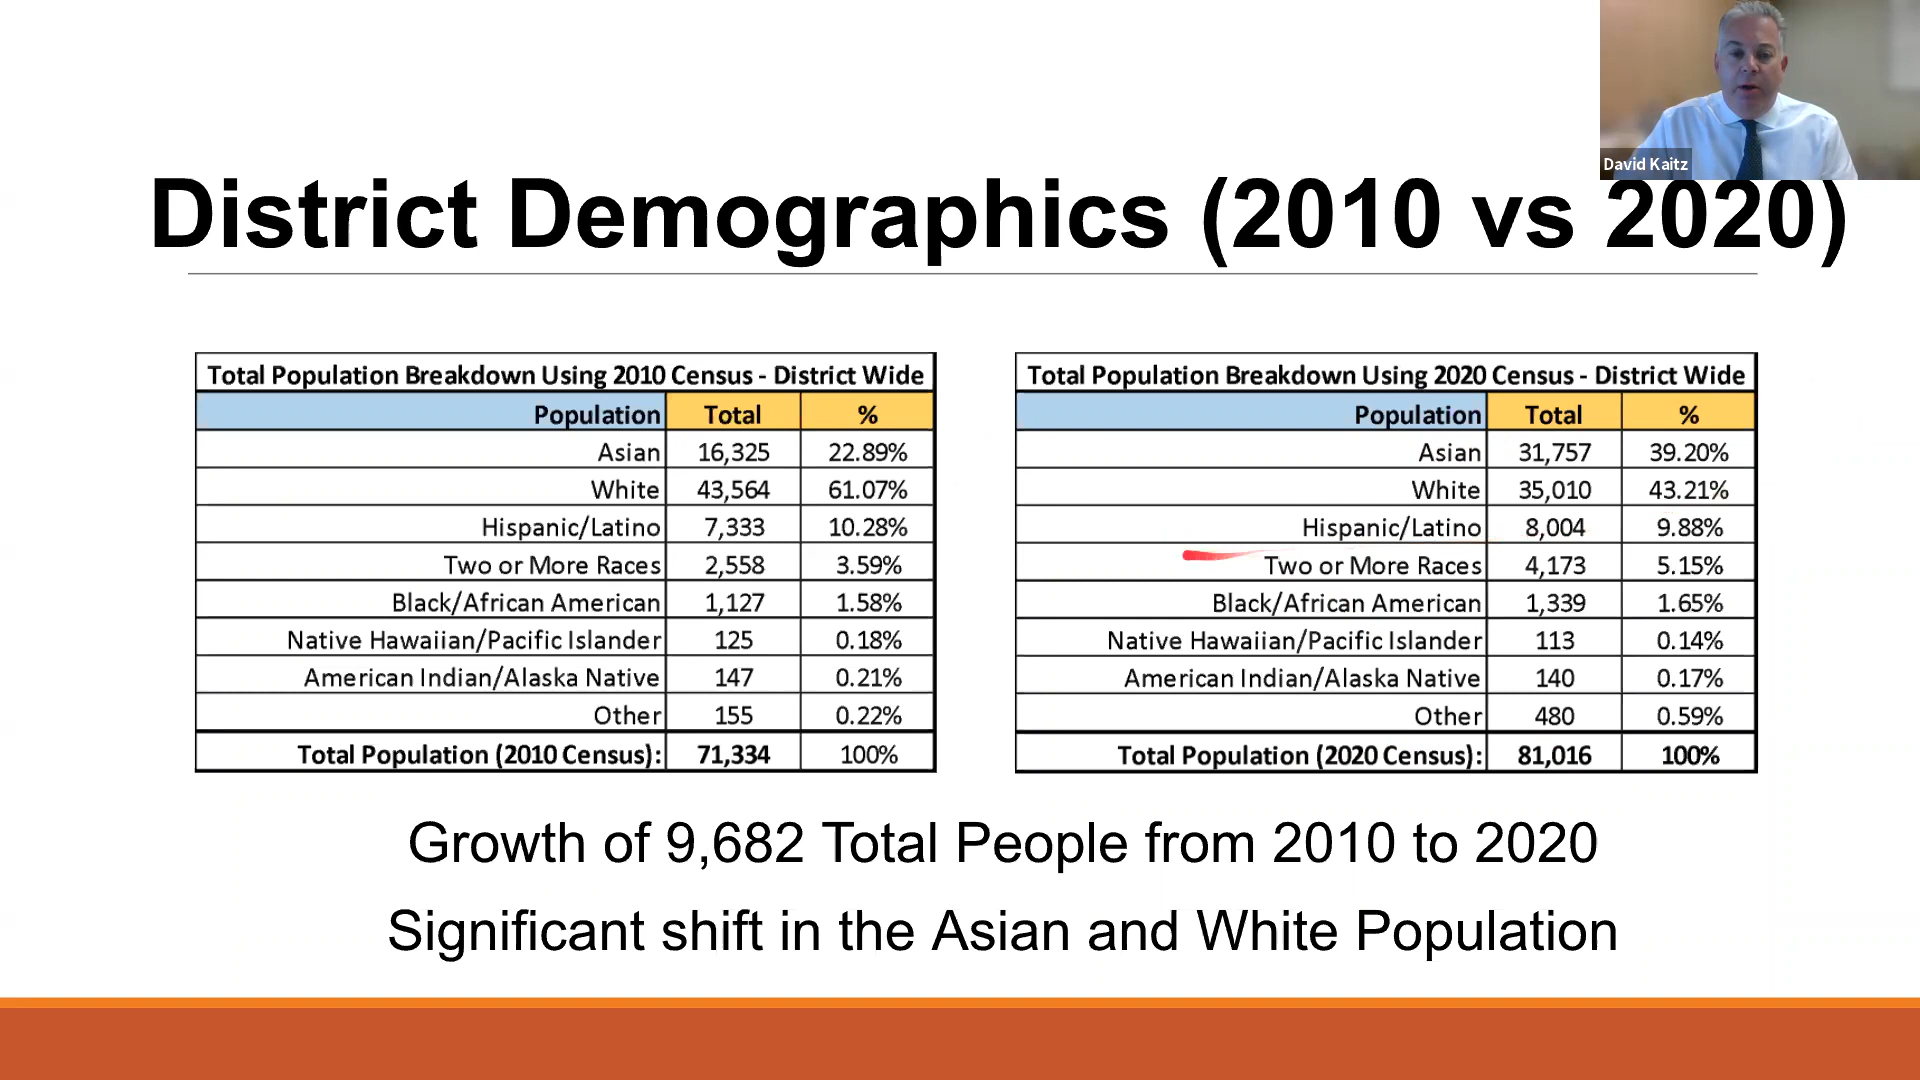 David Kaitz
District Demographics (2010 vs 2020)
Total Population Breakdown Using 2010 Census - District Wide
Population Total %
Asian 16,325 22.89%
White 43,564 61.07%
Hispanic/Latino 7,333 10.28%
Two or More Races 2,558 3.59%
Black/African American 1,127 1.58%
Native Hawaiian/Pacific Islander 125 0.18%
American Indian/Alaska Native 147 0.21%
Other 155 0.22%
Total Population (2010 Census): 71,334 100%
Total Population Breakdown Using 2020 Census - District Wide
Population Total %
Asian 31,757 39.20%
White 35,010 43.21%
Hispanic/Latino 8,004 9.88%
Two or More Races 4,173 5.15%
Black/African American 1,339 1.65%
Native Hawaiian/Pacific Islander 113 0.14%
American Indian/Alaska Native 140 0.17%
Other 480 0.59%
Total Population (2020 Census): 81,016 100%
Growth of 9,682 Total People from 2010 to 2020
Significant shift in the Asian and White Population